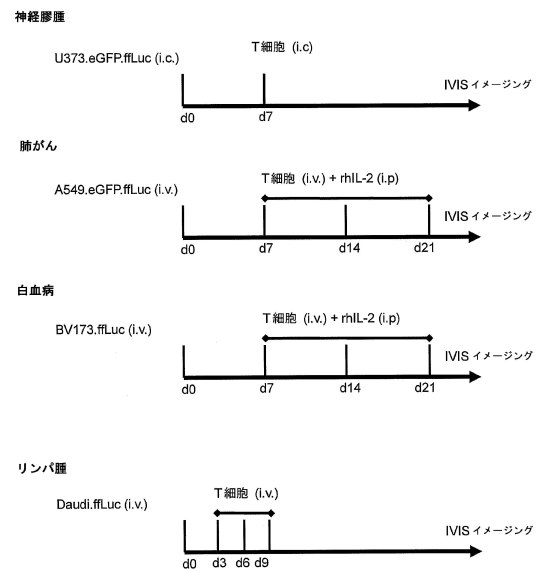 神経膠腫
T細胞 (i.c)
U373.eGFP.ffLuc (i.c.)
IVIS イメージング
d0 d7
肺がん
T細胞 (i.v.) + rhIL-2 (i.p)
A549.eGFP.ffLuc (i.v.)
IVIS イメージング
d0 d7 d14 d21
白血病
T細胞 (i.v.) + rhIL-2 (i.p)
BV173.ffLuc (i.v.)
IVIS イメージング
d0 d7 d14 d21
リンパ腫
T細胞 (i.v.)
Daudi.ffLuc (i.v.)
IVIS イメージング
d0 d3 d6 d9